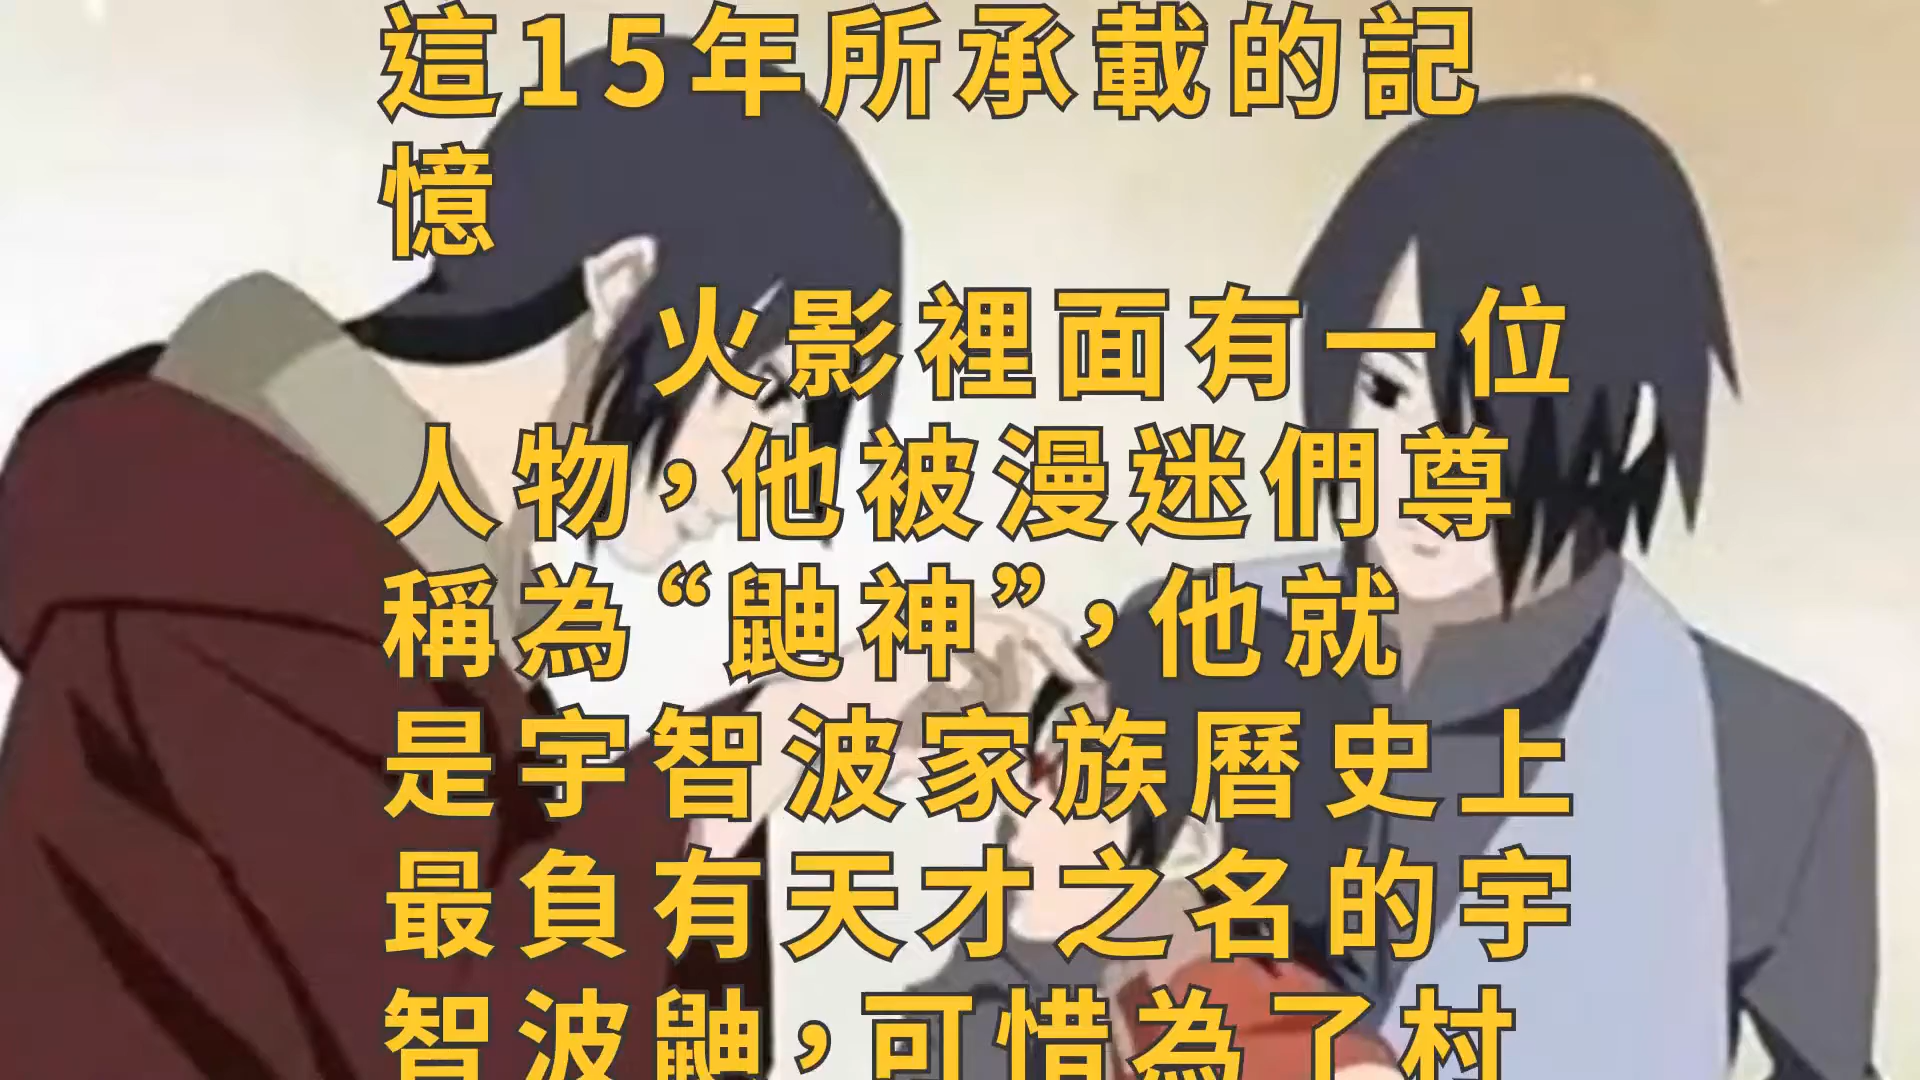 這15年所承載的記
憶
火影裡面有一位
人物，他被漫迷們尊
稱為“鼬神”，他就
是宇智波家族曆史上
最負有天才之名的宇
智波鼬，可惜為了村